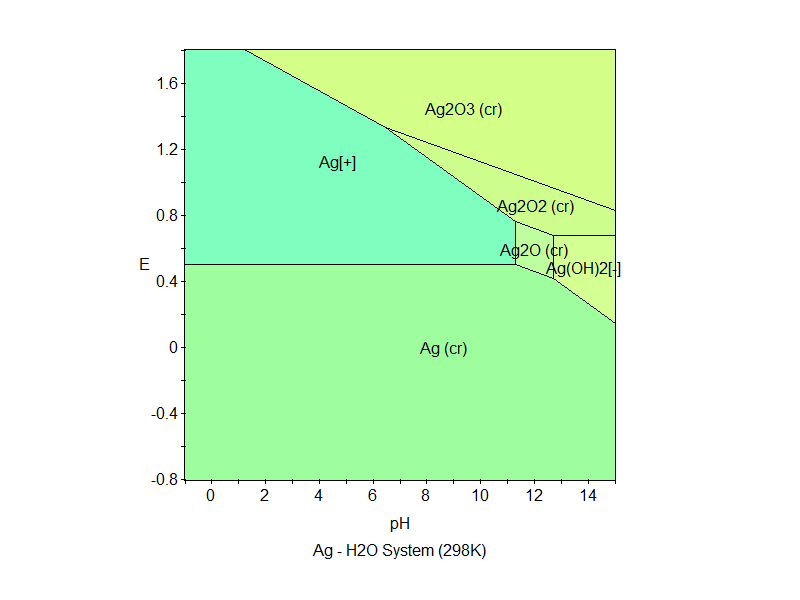 1.6
Ag2O3 (cr)
1.2
Ag[+]
0.8
Ag2O2 (cr)
Ag2O (cr)
E
Ag(OH)2[-]
0.4
0
Ag (cr)
-0.4
-0.8
0 2 4 6 8 10 12 14
pH
Ag - H2O System (298K)